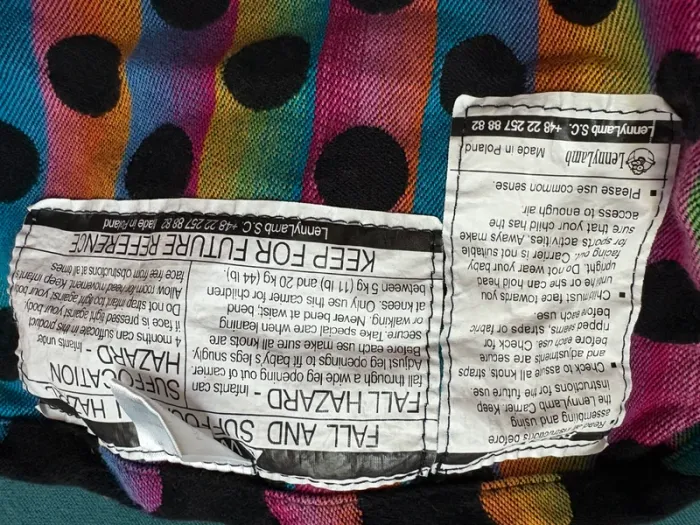 Read instructions before
assembling and using
the LennyLamb Carrier. Keep
instructions for the future use
▪ Check to assure all knots straps
and adjustments are secure
before each use. Check for
ripped seams, straps or fabric
before each use.
▪ Child must face towards you
until he or she can hold head
upright. Do not wear your baby
facing out. Carrier is not suitable
for sports activities. Always make
sure that your child has the
access to enough air.
▪ Please use common sense.
LennyLamb Made in Poland
LennyLamb S.C. +48 22 257 88 82
FALL AND SUFFOC
FALL HAZARD - Infants can
fall through a wide leg opening
or out of carrier.
Adjust leg openings to fit baby's leg snugly.
Before each use make sure all knots are
secure. Take special care when leaning
or walking. Never bend at waist; bend
at knees. Only use this carrier for children
between 5 kg (11 lb) and 20 kg (44 lb).
SUFFOCATION
HAZARD - Infants under
4 months can suffocate in this product
if face is pressed tight against your body.
Do not strap infant too tight against your body
Allow room for head movement. Keep infant's
face free from obstructions at all times
KEEP FOR FUTURE REFERENCE
LennyLamb S.C. +48 22 257 88 82 Made in Poland